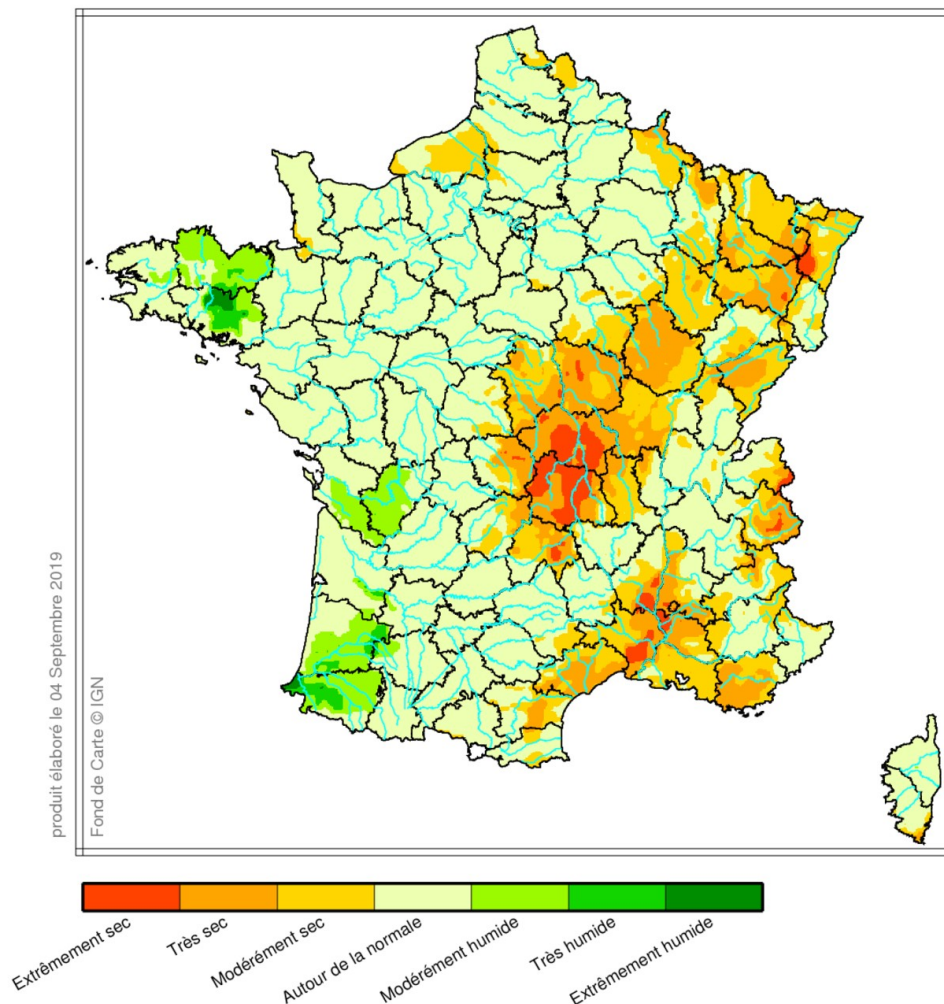 produit élaboré le 04 Septembre 2019
Fond de Carte © IGN
Extrêmement sec
Très sec
Modérément sec
Autour de la normale
Modérément humide
Très humide
Extrêmement humide